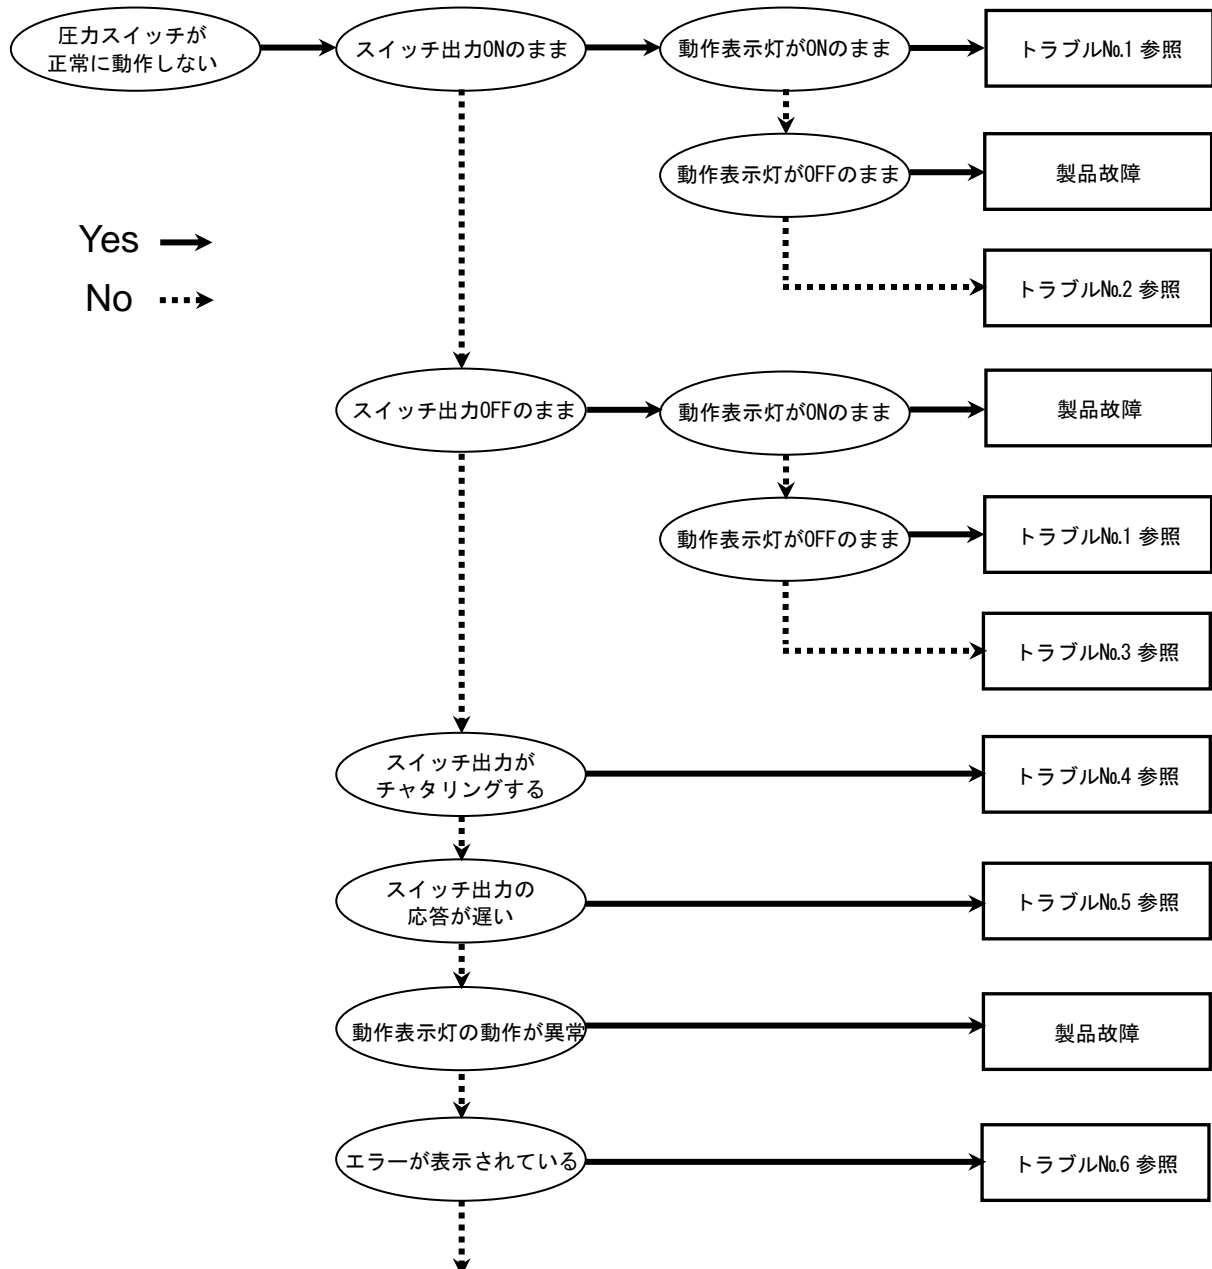 圧力スイッチが
正常に動作しない
スイッチ出力ONのまま
動作表示灯がONのまま
トラブル№1 参照
動作表示灯がOFFのまま
製品故障
Yes
No
トラブル№2 参照
スイッチ出力OFFのまま
動作表示灯がONのまま
製品故障
動作表示灯がOFFのまま
トラブル№1 参照
トラブル№3 参照
スイッチ出力が
チャタリングする
トラブル№4 参照
スイッチ出力の
応答が遅い
トラブル№5 参照
動作表示灯の動作が異常
製品故障
エラーが表示されている
トラブル№6 参照